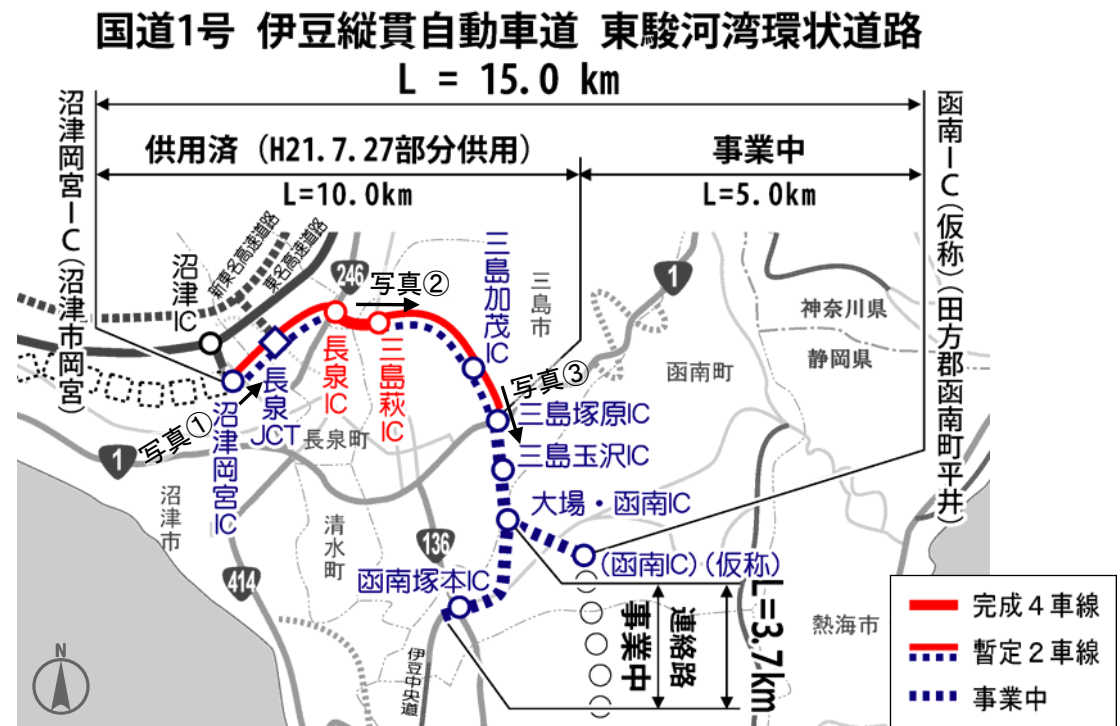 国道1号 伊豆縦貫自動車道 東駿河湾環状道路
L = 15.0 km
沼津岡宮IC(沼津市岡宮)
函南IC(仮称)(田方郡函南町平井)
供用済（H21.7.27部分供用）
L=10.0km
事業中
L=5.0km
新東名高速道路
東名高速道路
沼津IC
246
写真②
三島加茂IC
三島市
1
神奈川県
静岡県
函南町
長泉IC
三島萩IC
写真③
長泉JCT
写真①
沼津岡宮IC
長泉町
三島塚原IC
三島玉沢IC
1
沼津市
清水町
大場・函南IC
136
(函南IC)(仮称)
414
函南塚本IC
事業中
連絡路
L=3.7km
熱海市
伊豆中央道
N
完成４車線
暫定２車線
事業中